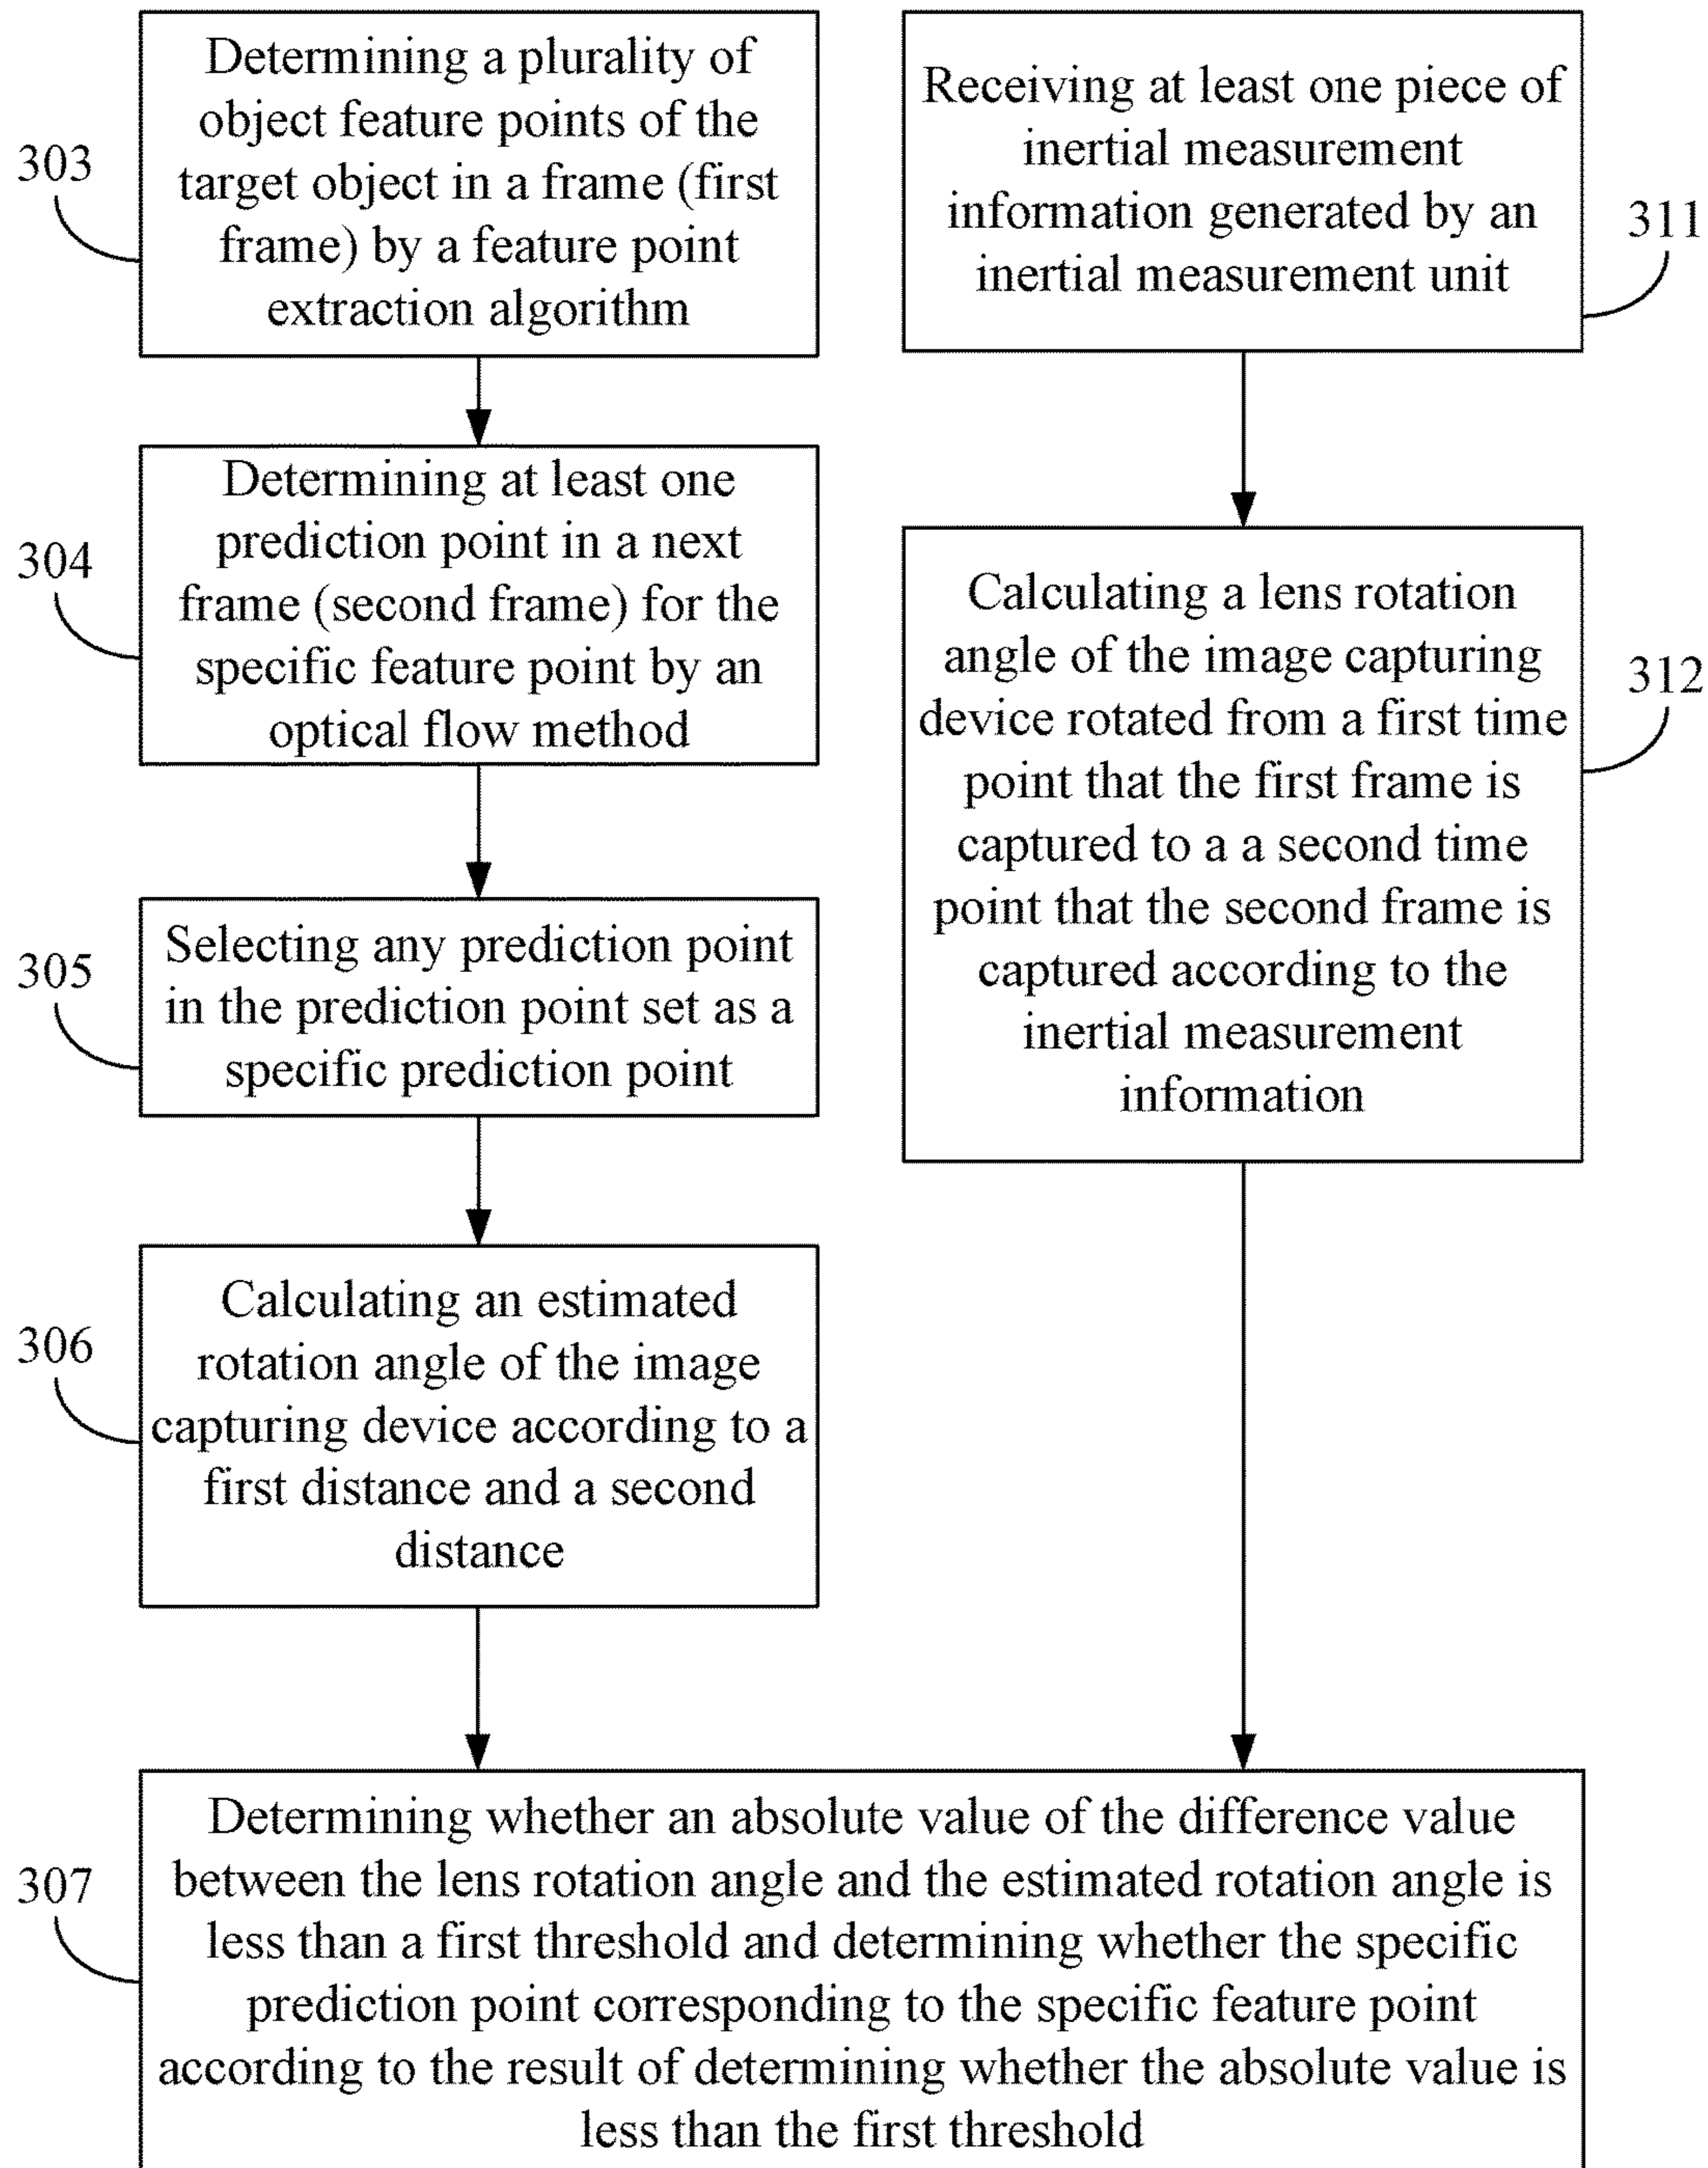 303
Determining a plurality of
object feature points of the
target object in a frame (first
frame) by a feature point
extraction algorithm
304
Determining at least one
prediction point in a next
frame (second frame) for the
specific feature point by an
optical flow method
305
Selecting any prediction point
in the prediction point set as a
specific prediction point
306
Calculating an estimated
rotation angle of the image
capturing device according to a
first distance and a second
distance
Receiving at least one piece of
inertial measurement
information generated by an
inertial measurement unit
311
Calculating a lens rotation
angle of the image capturing
device rotated from a first time
point that the first frame is
captured to a a second time
point that the second frame is
captured according to the
inertial measurement
information
312
307
Determining whether an absolute value of the difference value
between the lens rotation angle and the estimated rotation angle is
less than a first threshold and determining whether the specific
prediction point corresponding to the specific feature point
according to the result of determining whether the absolute value is
less than the first threshold